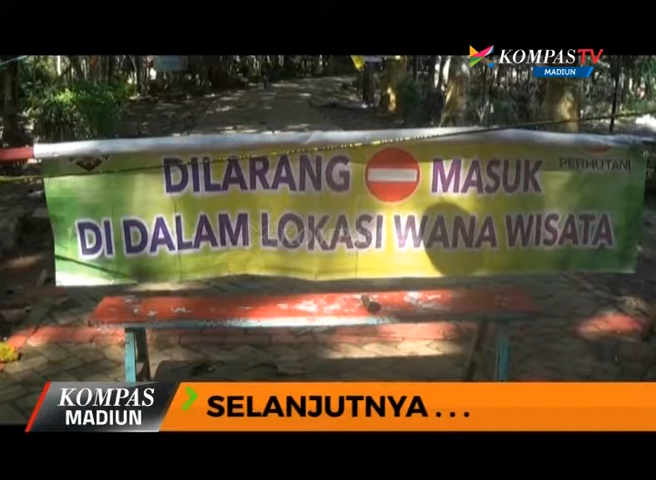 KOMPASTV
MADIUN
DILARANG MASUK
PERHUTANI
DI DALAM LOKASI WANA WISATA
KOMPAS
MADIUN
SELANJUTNYA...